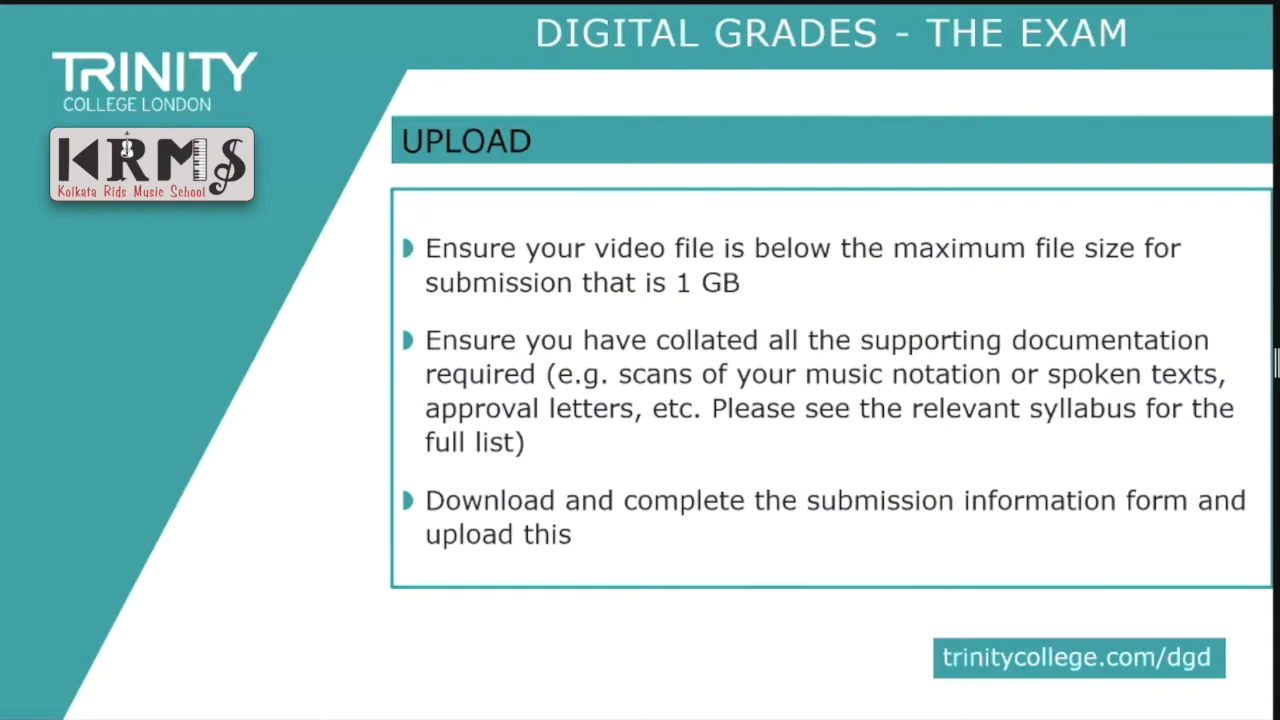 DIGITAL GRADES - THE EXAM
TRINITY
COLLEGE LONDON
KRMS
Kolkata Rids Music School
UPLOAD
Ensure your video file is below the maximum file size for
submission that is 1 GB
Ensure you have collated all the supporting documentation
required (e.g. scans of your music notation or spoken texts,
approval letters, etc. Please see the relevant syllabus for the
full list)
Download and complete the submission information form and
upload this
trinitycollege.com/dgd